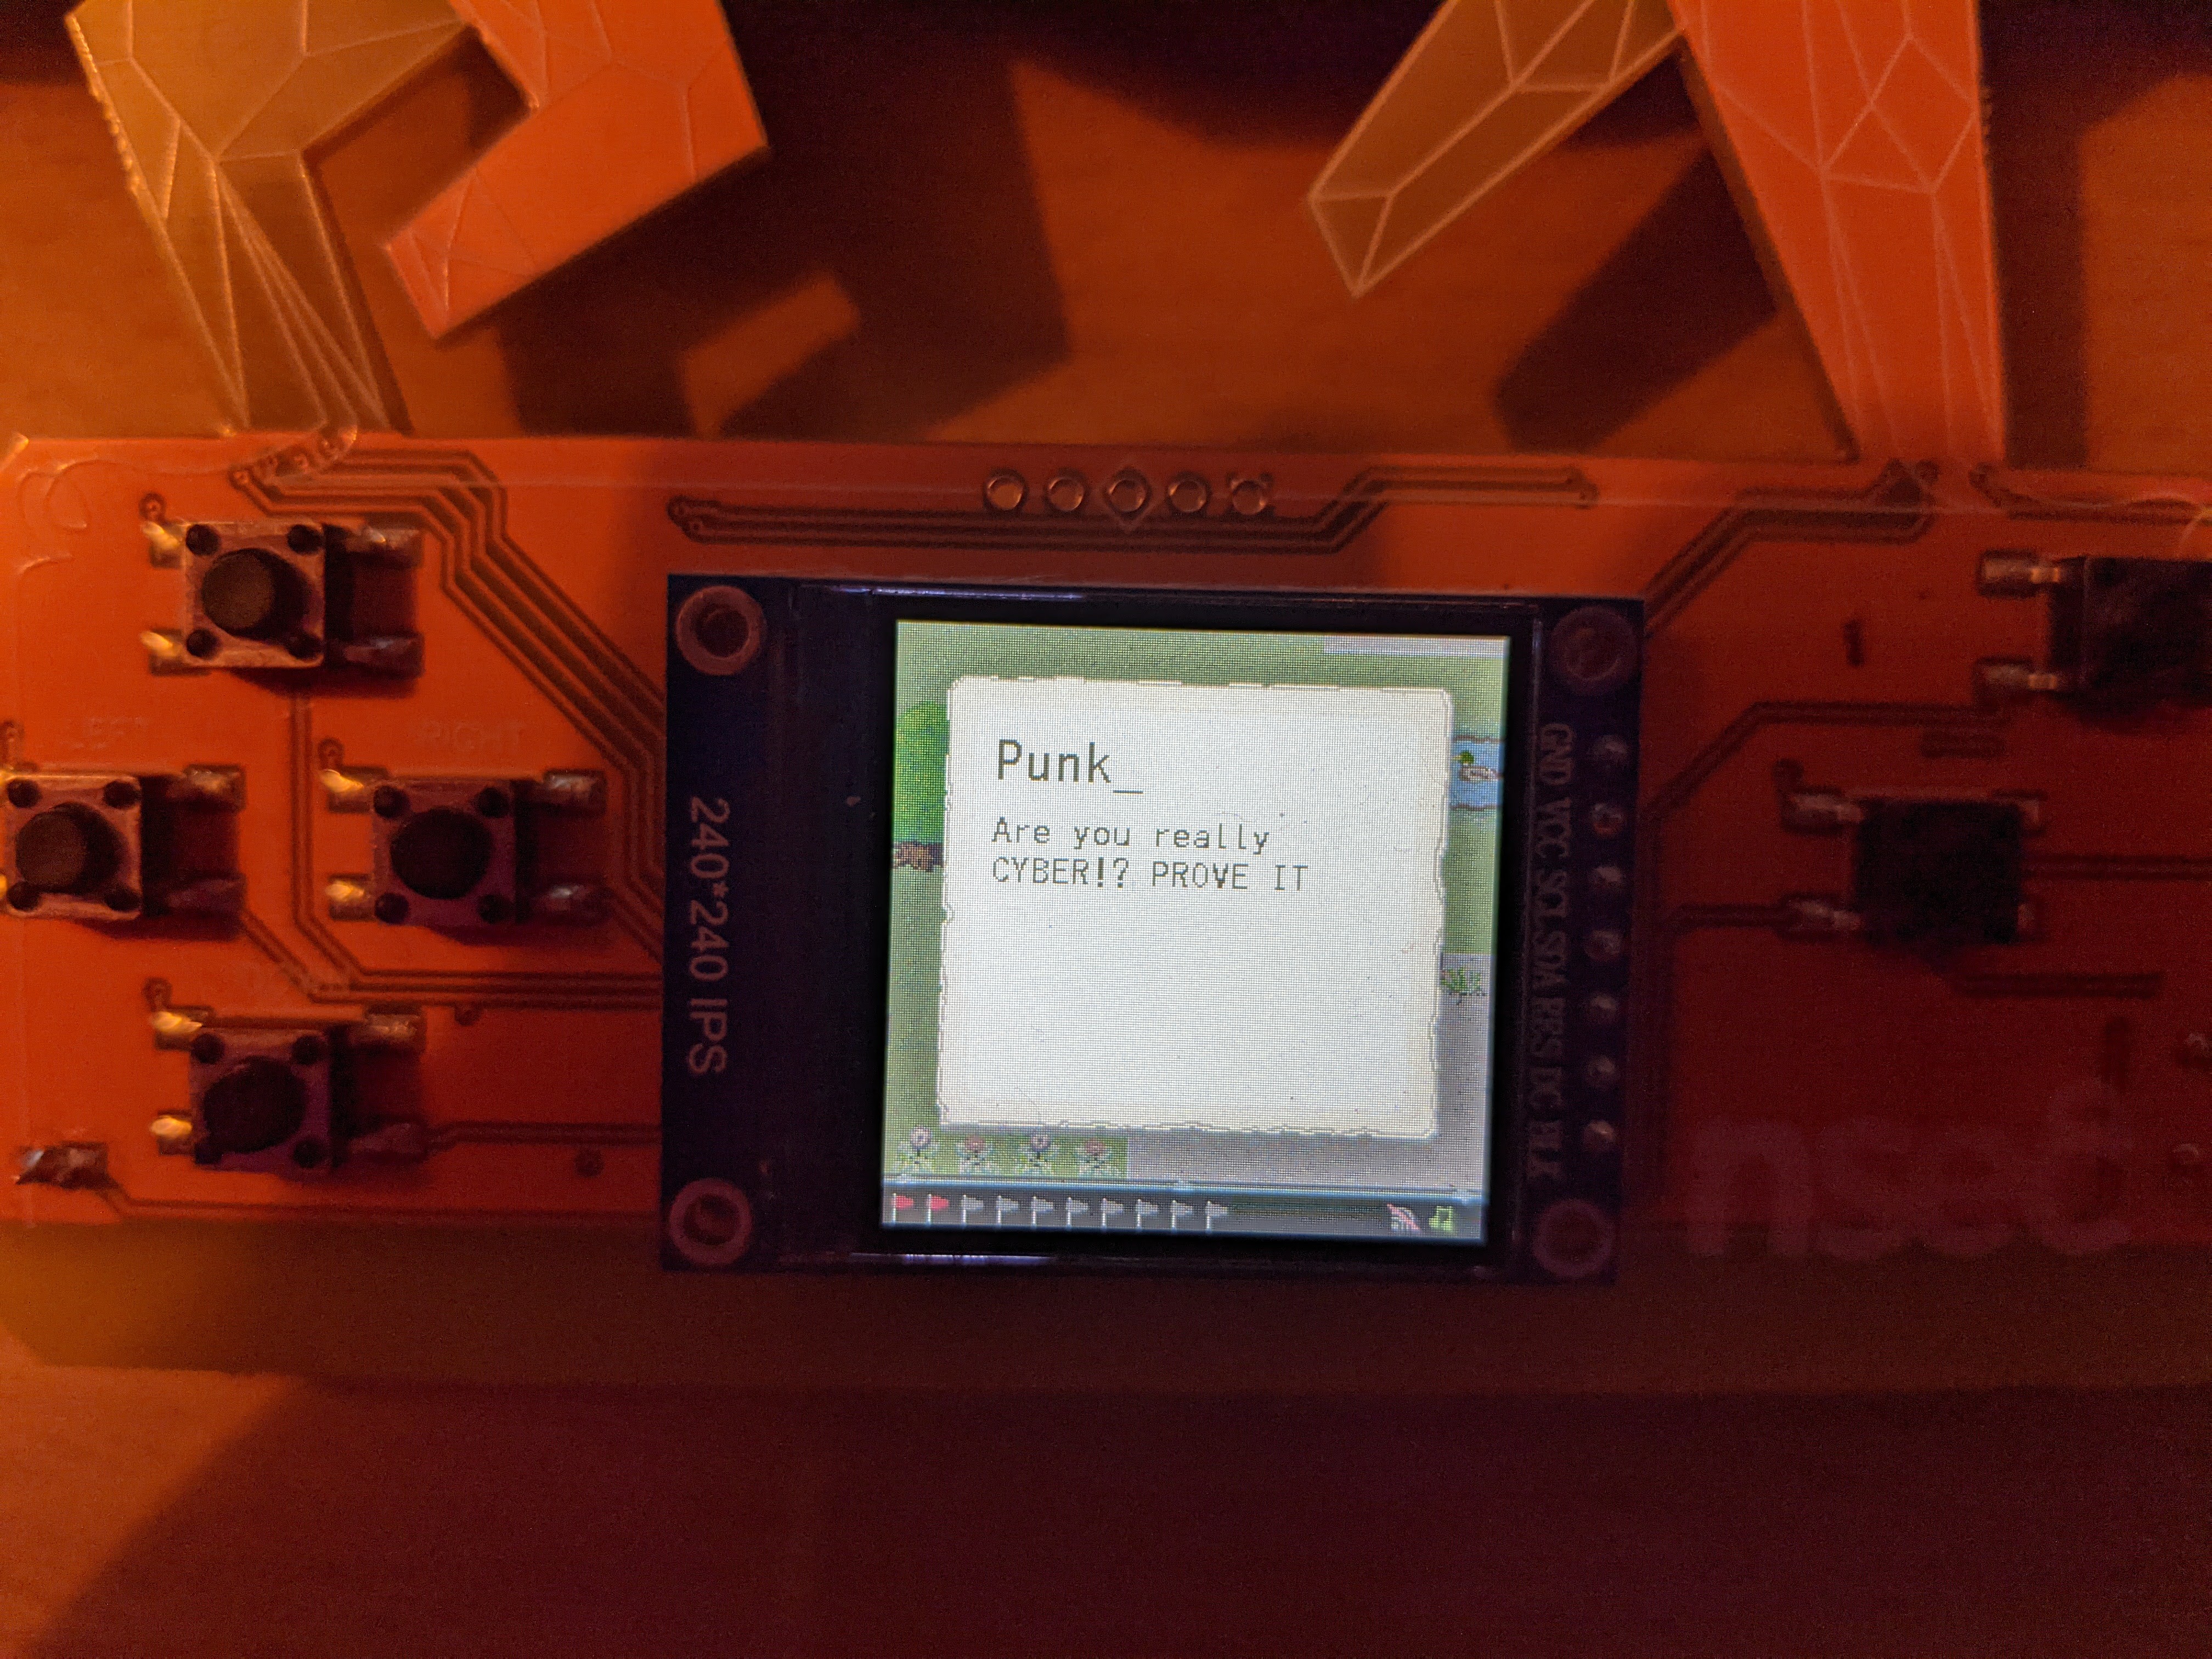 LEFT
RIGHT
240*240 IPS
Punk_
Are you really
CYBER!? PROVE IT
GND VCC SCL SDA RES DC BLK